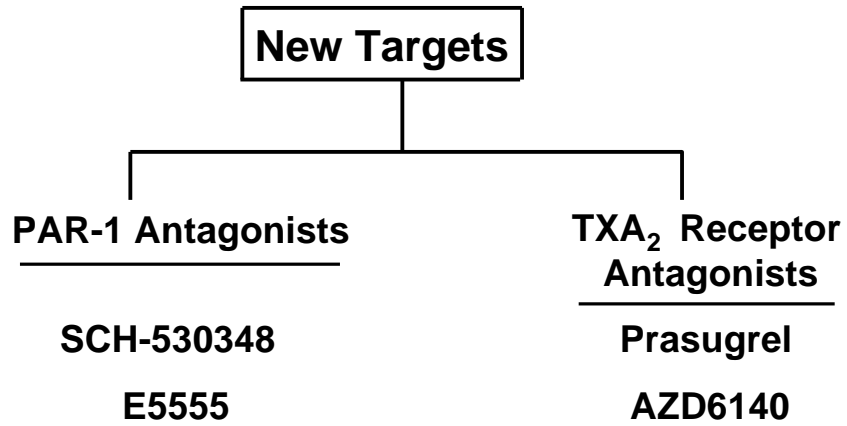 New Targets
PAR-1 Antagonists
SCH-530348
E5555
TXA₂ Receptor
Antagonists
Prasugrel
AZD6140